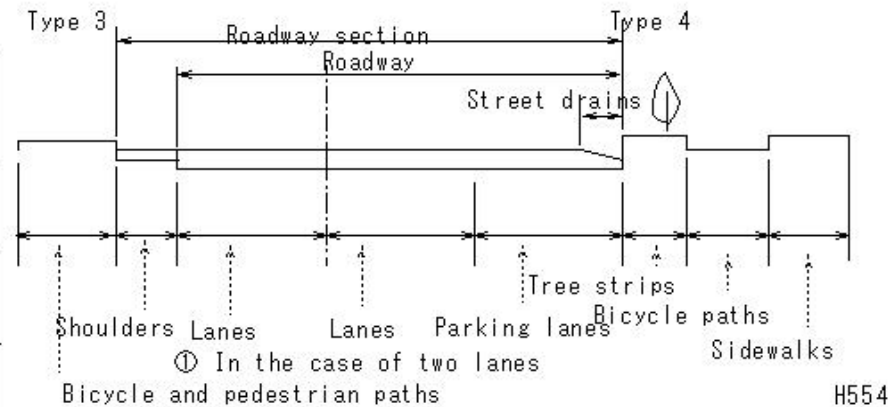 Type 3
Type 4
Roadway section
Roadway
Street drains
Tree strips
Bicycle paths
Shoulders
Lanes
Lanes
Parking lanes
Sidewalks
① In the case of two lanes
Bicycle and pedestrian paths
H554